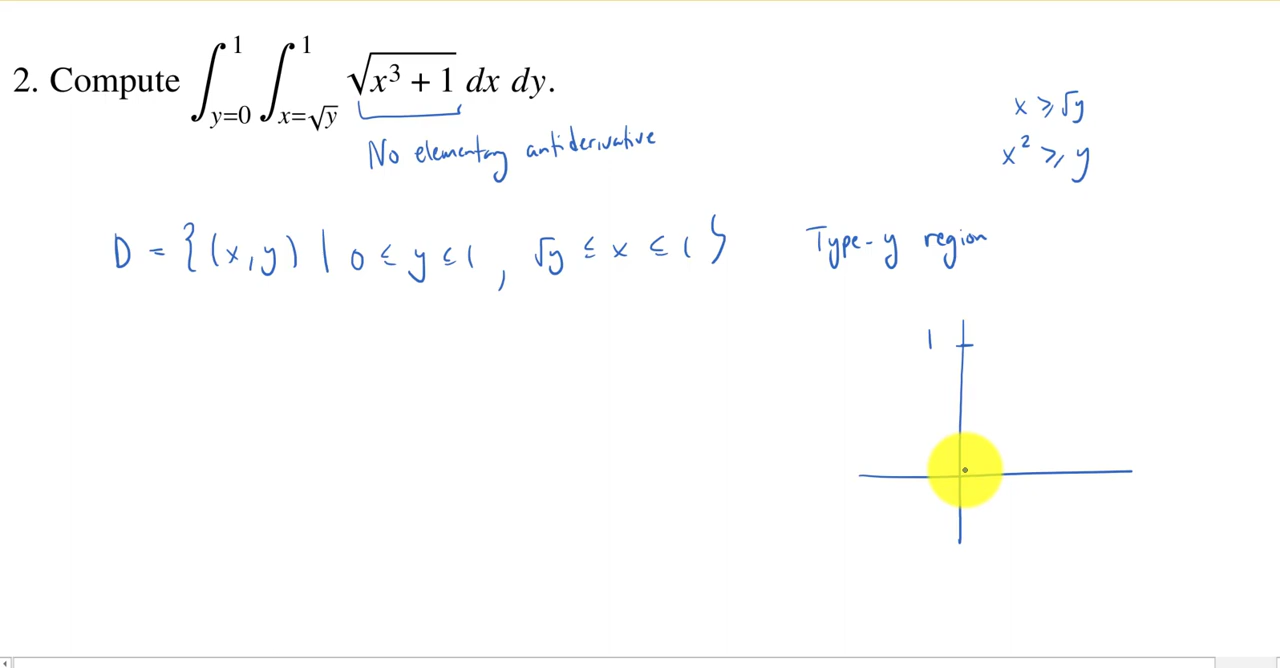 2. Compute ∫_{y=0}^{1} ∫_{x=√y}^{1} √(x³ + 1) dx dy.
No elementary antiderivative
x ≥ √y
x² ≥ y
D = {(x,y) | 0 ≤ y ≤ 1, √y ≤ x ≤ 1}
Type-y region
1